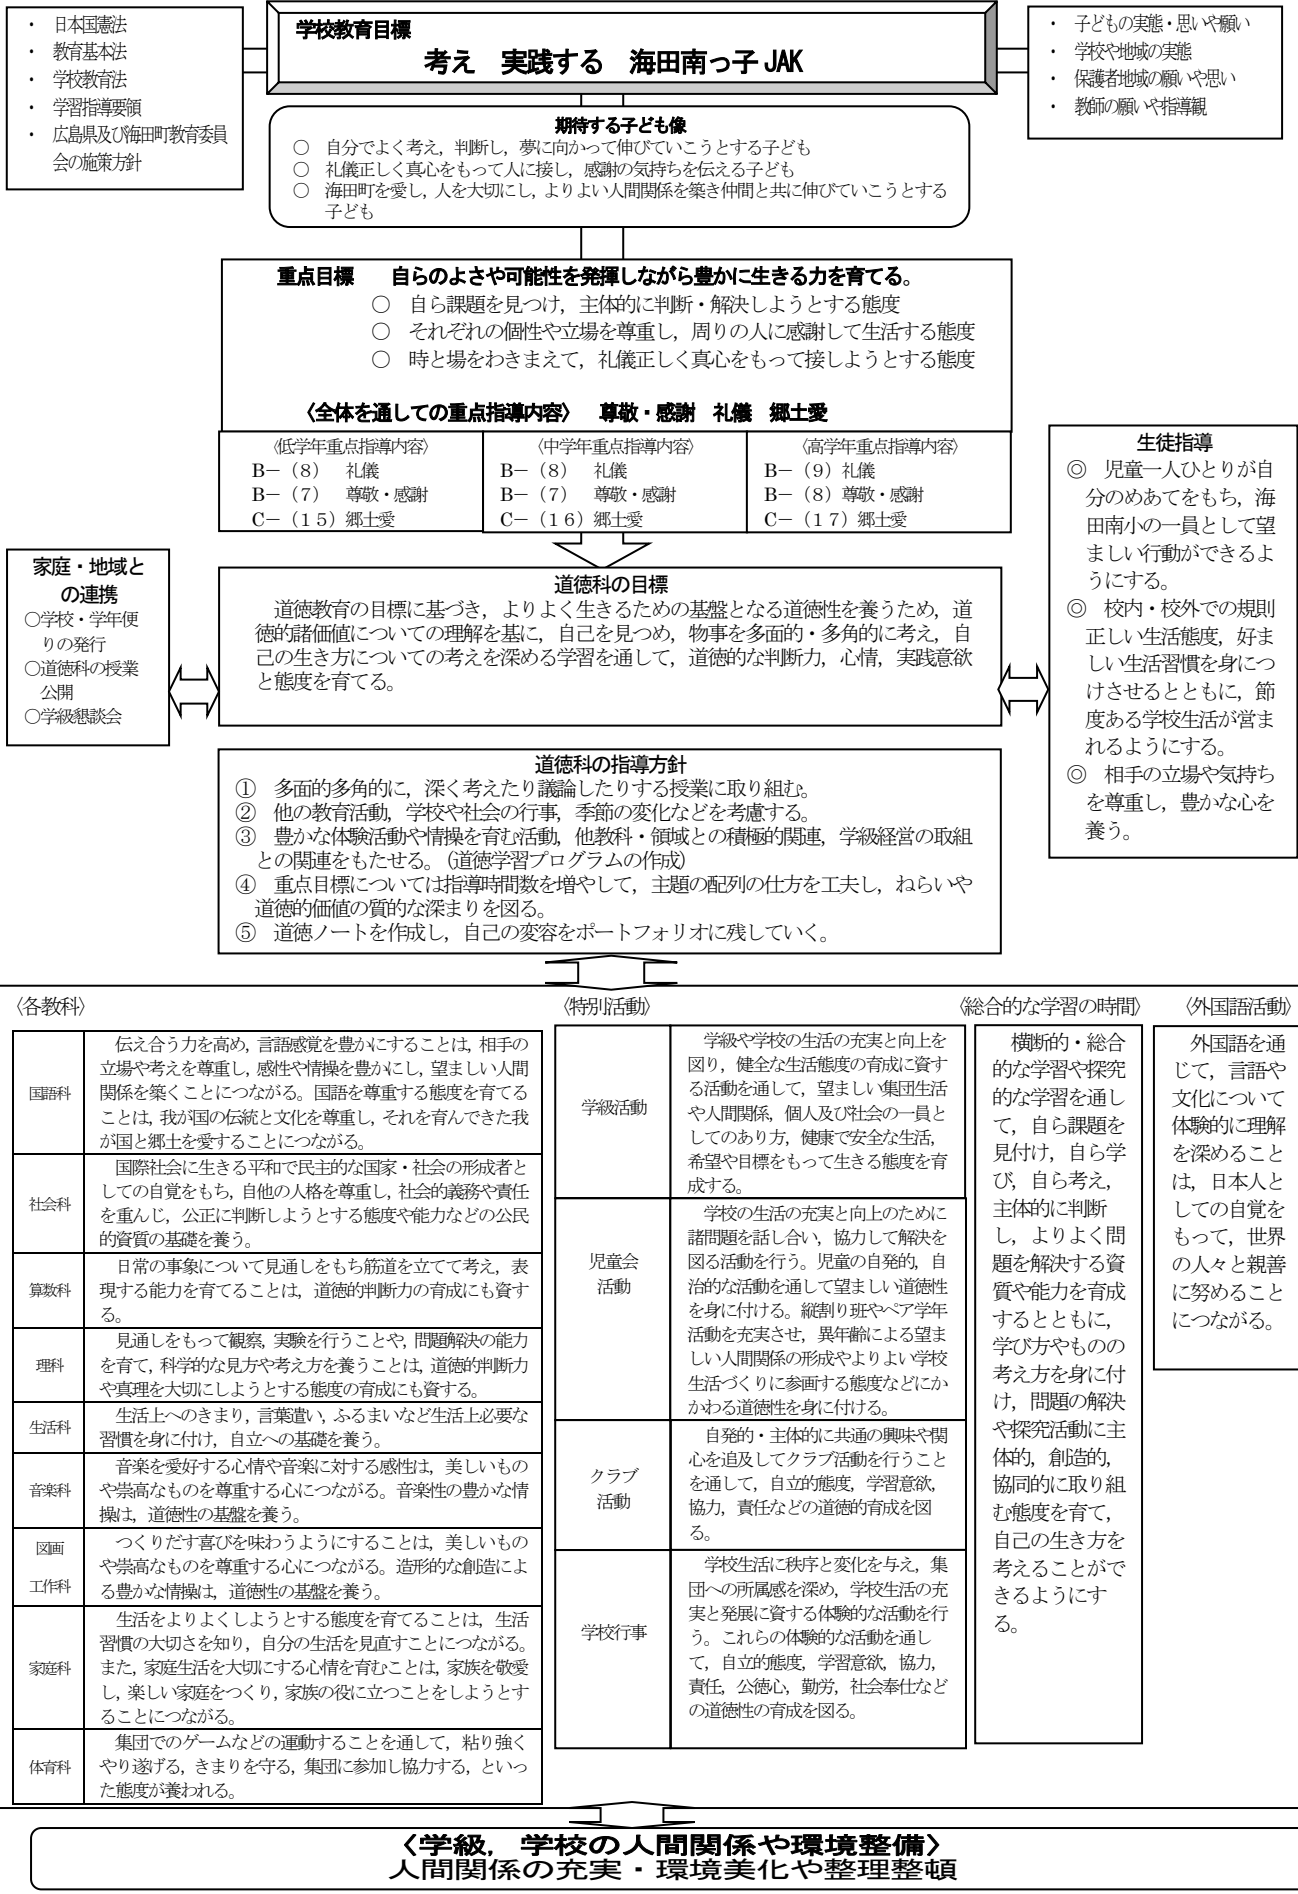 ・　日本国憲法
・　教育基本法
・　学校教育法
・　学習指導要領
・　広島県及び海田町教育委員
会の施策方針
学校教育目標
考え　実践する　海田南っ子 JAK
・　子どもの実態・思いや願い
・　学校や地域の実態
・　保護者地域の願いや思い
・　教師の願いや指導観
期待する子ども像
○　自分でよく考え，判断し，夢に向かって伸びていこうとする子ども
○　礼儀正しく真心をもって人に接し，感謝の気持ちを伝える子ども
○　海田町を愛し，人を大切にし，よりよい人間関係を築き仲間と共に伸びていこうとする
子ども
重点目標　　自らのよさや可能性を発揮しながら豊かに生きる力を育てる。
○　自ら課題を見つけ，主体的に判断・解決しようとする態度
○　それぞれの個性や立場を尊重し，周りの人に感謝して生活する態度
○　時と場をわきまえて，礼儀正しく真心をもって接しようとする態度
〈全体を通しての重点指導内容〉　尊敬・感謝　礼儀　郷土愛
〈低学年重点指導内容〉
B－（8）　礼儀
B－（7）　尊敬・感謝
C－（１５）郷土愛
〈中学年重点指導内容〉
B－（8）　礼儀
B－（7）　尊敬・感謝
C－（１６）郷土愛
〈高学年重点指導内容〉
B－（9）礼儀
B－（8）尊敬・感謝
C－（１７）郷土愛
生徒指導
◎　児童一人ひとりが自
分のめあてをもち，海
田南小の一員として望
ましい行動ができるよ
うにする。
◎　校内・校外での規則
正しい生活態度，好ま
しい生活習慣を身につ
けさせるとともに，節
度ある学校生活が営ま
れるようにする。
◎　相手の立場や気持ち
を尊重し，豊かな心を
養う。
家庭・地域と
の連携
○学校・学年便
りの発行
○道徳科の授業
公開
○学級懇談会
道徳科の目標
道徳教育の目標に基づき，よりよく生きるための基盤となる道徳性を養うため，道
徳的諸価値についての理解を基に，自己を見つめ，物事を多面的・多角的に考え，自
己の生き方についての考えを深める学習を通して，道徳的な判断力，心情，実践意欲
と態度を育てる。
道徳科の指導方針
①　多面的多角的に，深く考えたり議論したりする授業に取り組む。
②　他の教育活動，学校や社会の行事，季節の変化などを考慮する。
③　豊かな体験活動や情操を育む活動，他教科・領域との積極的関連，学級経営の取組
との関連をもたせる。（道徳学習プログラムの作成）
④　重点目標については指導時間数を増やして，主題の配列の仕方を工夫し，ねらいや
道徳的価値の質的な深まりを図る。
⑤　道徳ノートを作成し，自己の変容をポートフォリオに残していく。
〈各教科〉
国語科
伝え合う力を高め，言語感覚を豊かにすることは，相手の
立場や考えを尊重し，感性や情操を豊かにし，望ましい人間
関係を築くことにつながる。国語を尊重する態度を育てる
ことは，我が国の伝統と文化を尊重し，それを育んできた我
が国と郷土を愛することにつながる。
社会科
国際社会に生きる平和で民主的な国家・社会の形成者と
しての自覚をもち，自他の人格を尊重し，社会的義務や責任
を重んじ，公正に判断しようとする態度や能力などの公民
的資質の基礎を養う。
算数科
日常の事象について見通しをもち筋道を立てて考え，表
現する能力を育てることは，道徳的判断力の育成にも資す
る。
理科
見通しをもって観察，実験を行うことや，問題解決の能力
を育て，科学的な見方や考え方を養うことは，道徳的判断力
や真理を大切にしようとする態度の育成にも資する。
生活科
生活上へのきまり，言葉遣い，ふるまいなど生活上必要な
習慣を身に付け，自立への基礎を養う。
音楽科
音楽を愛好する心情や音楽に対する感性は，美しいもの
や崇高なものを尊重する心につながる。音楽性の豊かな情
操は，道徳性の基盤を養う。
図画
工作科
つくりだす喜びを味わうようにすることは，美しいもの
や崇高なものを尊重する心につながる。造形的な創造によ
る豊かな情操は，道徳性の基盤を養う。
家庭科
生活をよりよくしようとする態度を育てることは，生活
習慣の大切さを知り，自分の生活を見直すことにつながる。
また，家庭生活を大切にする心情を育むことは，家族を敬愛
し，楽しい家庭をつくり，家族の役に立つことをしようとす
ることにつながる。
体育科
集団でのゲームなどの運動することを通して，粘り強く
やり遂げる，きまりを守る，集団に参加し協力する，といっ
た態度が養われる。
〈特別活動〉
学級活動
学級や学校の生活の充実と向上を
図り，健全な生活態度の育成に資す
る活動を通して，望ましい集団生活
や人間関係，個人及び社会の一員と
してのあり方，健康で安全な生活，
希望や目標をもって生きる態度を育
成する。
児童会
活動
学校の生活の充実と向上のために
諸問題を話し合い，協力して解決を
図る活動を行う。児童の自発的，自
治的な活動を通して望ましい道徳性
を身に付ける。縦割り班やペア学年
活動を充実させ，異年齢による望ま
しい人間関係の形成やよりよい学校
生活づくりに参画する態度などにか
かわる道徳性を身に付ける。
クラブ
活動
自発的・主体的に共通の興味や関
心を追及してクラブ活動を行うこと
を通して，自立的態度，学習意欲，
協力，責任などの道徳的育成を図
る。
学校行事
学校生活に秩序と変化を与え，集
団への所属感を深め，学校生活の充
実と発展に資する体験的な活動を行
う。これらの体験的な活動を通し
て，自立的態度，学習意欲，協力，
責任，公徳心，勤労，社会奉仕など
の道徳性の育成を図る。
〈総合的な学習の時間〉
横断的・総合
的な学習や探究
的な学習を通し
て，自ら課題を
見付け，自ら学
び，自ら考え，
主体的に判断
し，よりよく問
題を解決する資
質や能力を育成
するとともに，
学び方やものの
考え方を身に付
け，問題の解決
や探究活動に主
体的，創造的，
協同的に取り組
む態度を育て，
自己の生き方を
考えることがで
きるようにす
る。
〈外国語活動〉
外国語を通
じて，言語や
文化について
体験的に理解
を深めること
は，日本人と
しての自覚を
もって，世界
の人々と親善
に努めること
につながる。
〈学級，学校の人間関係や環境整備〉
人間関係の充実・環境美化や整理整頓